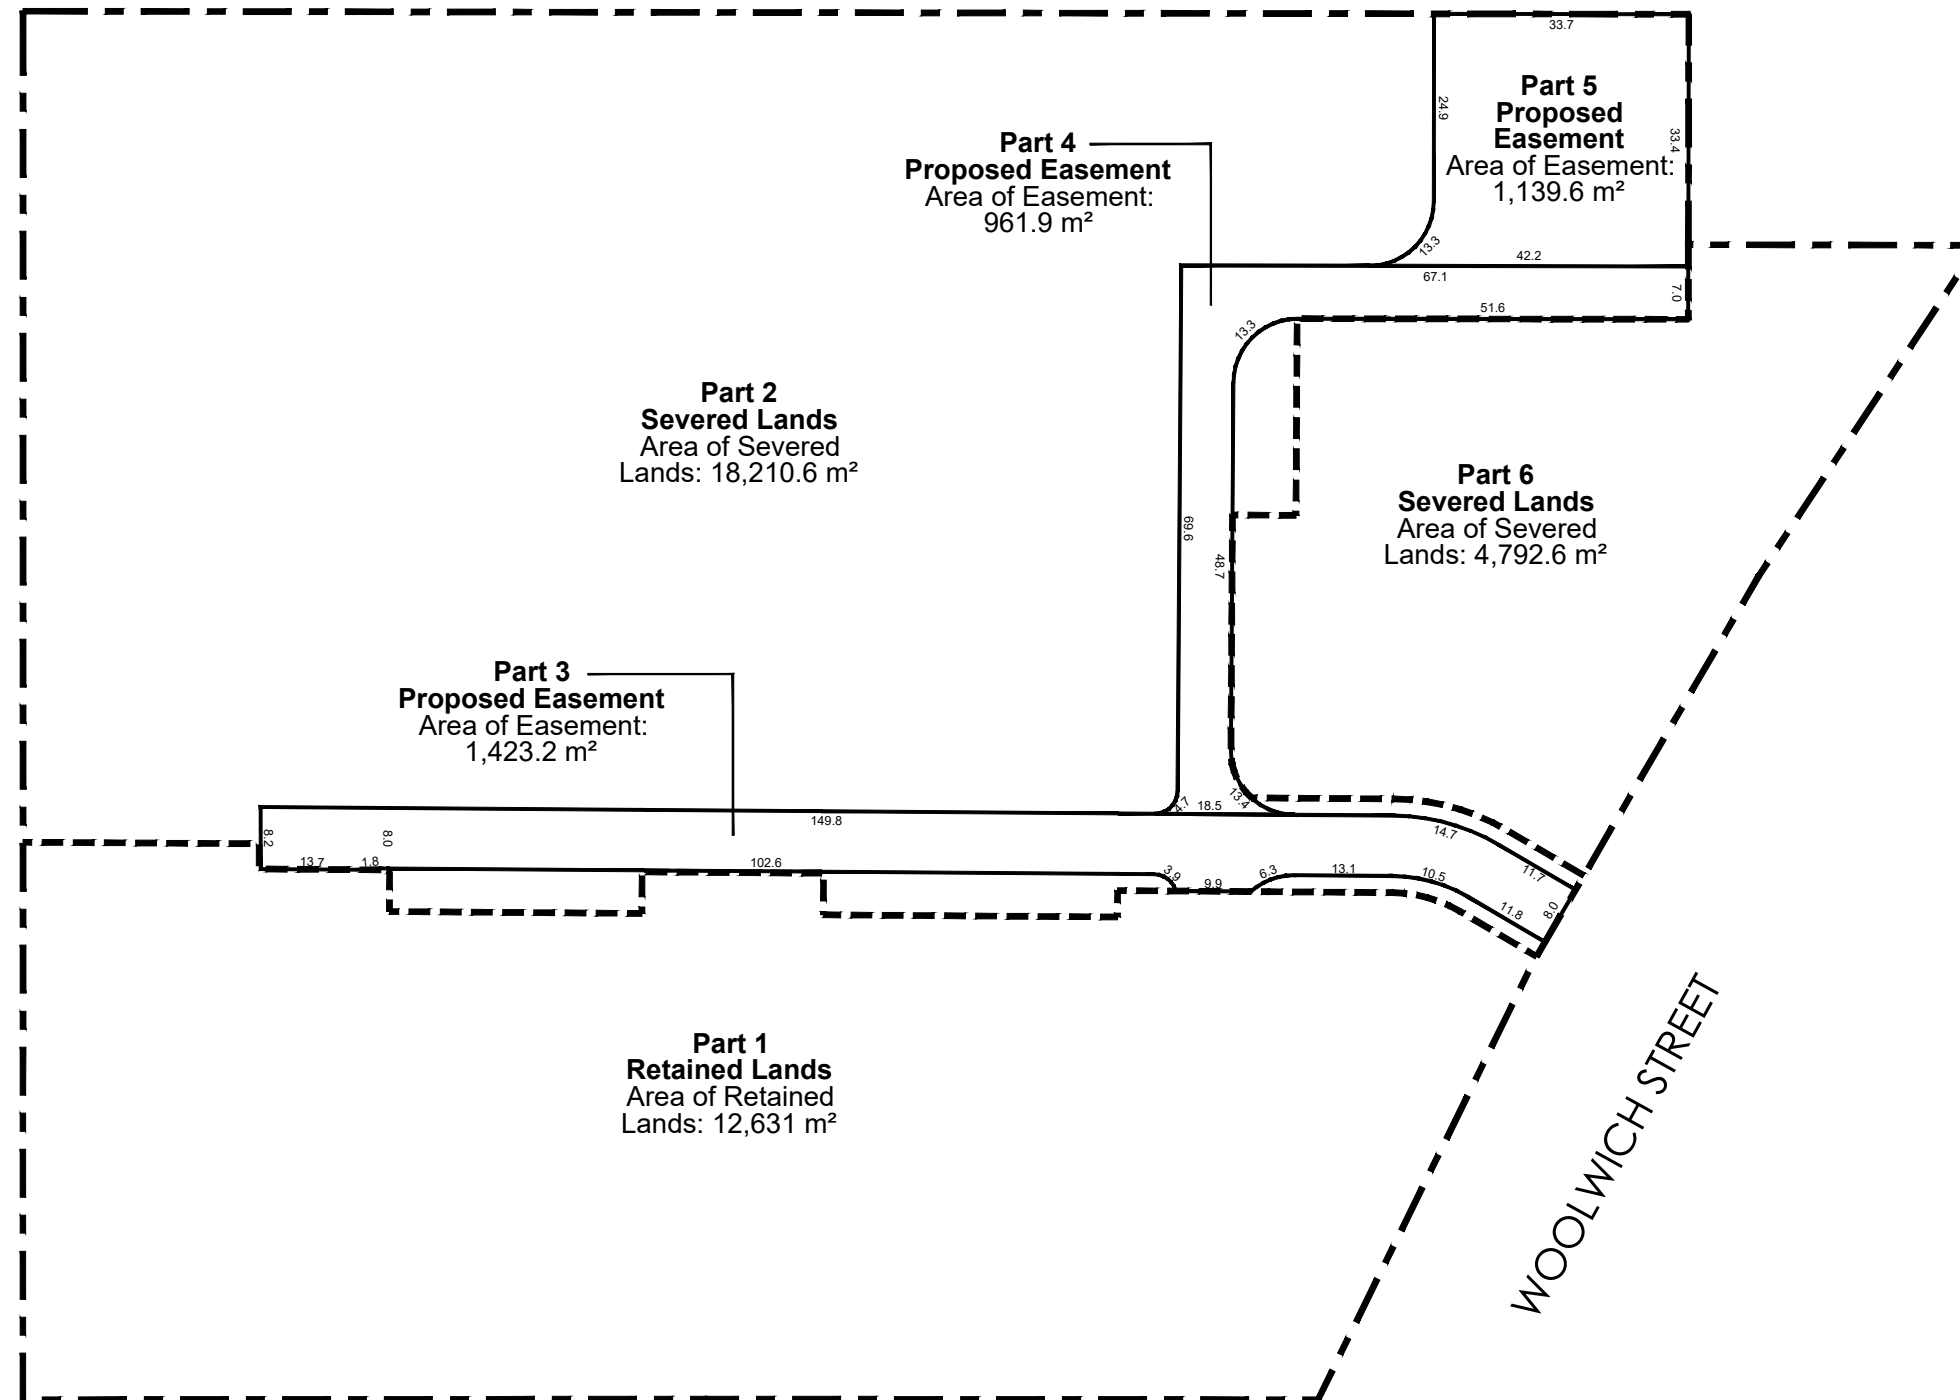 33.7
Part 5
Proposed
Easement
Area of Easement:
1,139.6 m²
24.9
33.4
Part 4
Proposed Easement
Area of Easement:
961.9 m²
13.3
42.2
67.1
7.0
51.6
13.3
Part 2
Severed Lands
Area of Severed
Lands: 18,210.6 m²
Part 6
Severed Lands
Area of Severed
Lands: 4,792.6 m²
69.6
48.7
Part 3
Proposed Easement
Area of Easement:
1,423.2 m²
4.7
18.5
13.4
149.8
14.7
8.2
8.0
13.7
1.8
102.6
3.9
9.9
6.3
13.1
10.5
11.7
11.8
8.0
Part 1
Retained Lands
Area of Retained
Lands: 12,631 m²
WOOLWICH STREET